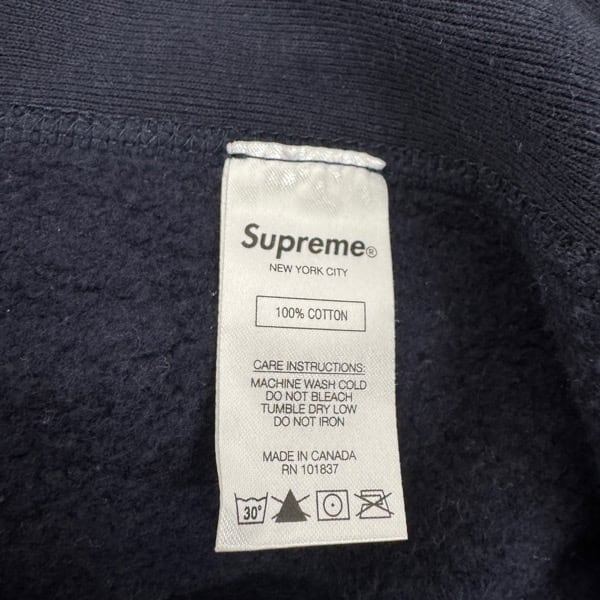 Supreme®
NEW YORK CITY
100% COTTON
CARE INSTRUCTIONS:
MACHINE WASH COLD
DO NOT BLEACH
TUMBLE DRY LOW
DO NOT IRON
MADE IN CANADA
RN 101837
30°